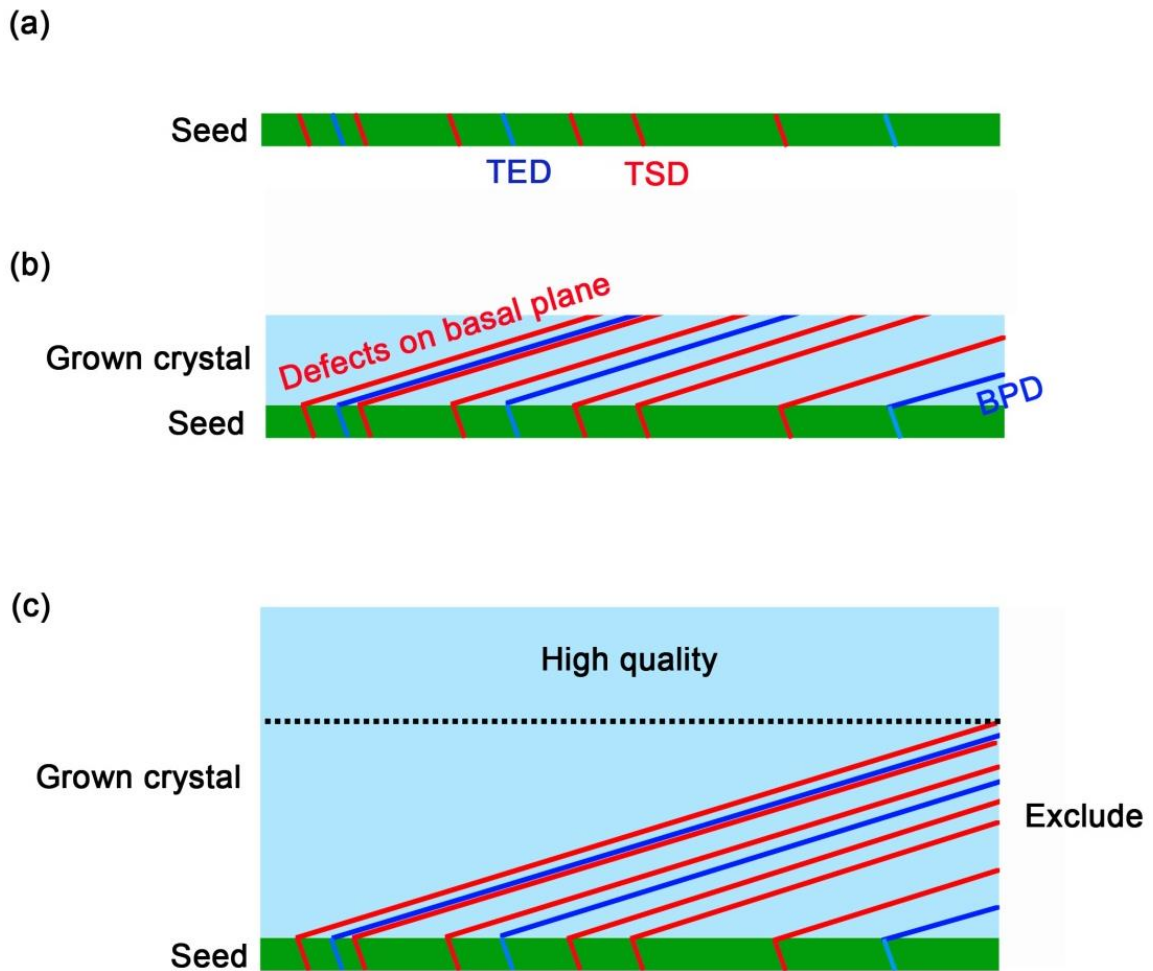 (a)
Seed
TED
TSD
(b)
Defects on basal plane
Grown crystal
Seed
BPD
(c)
High quality
Grown crystal
Exclude
Seed